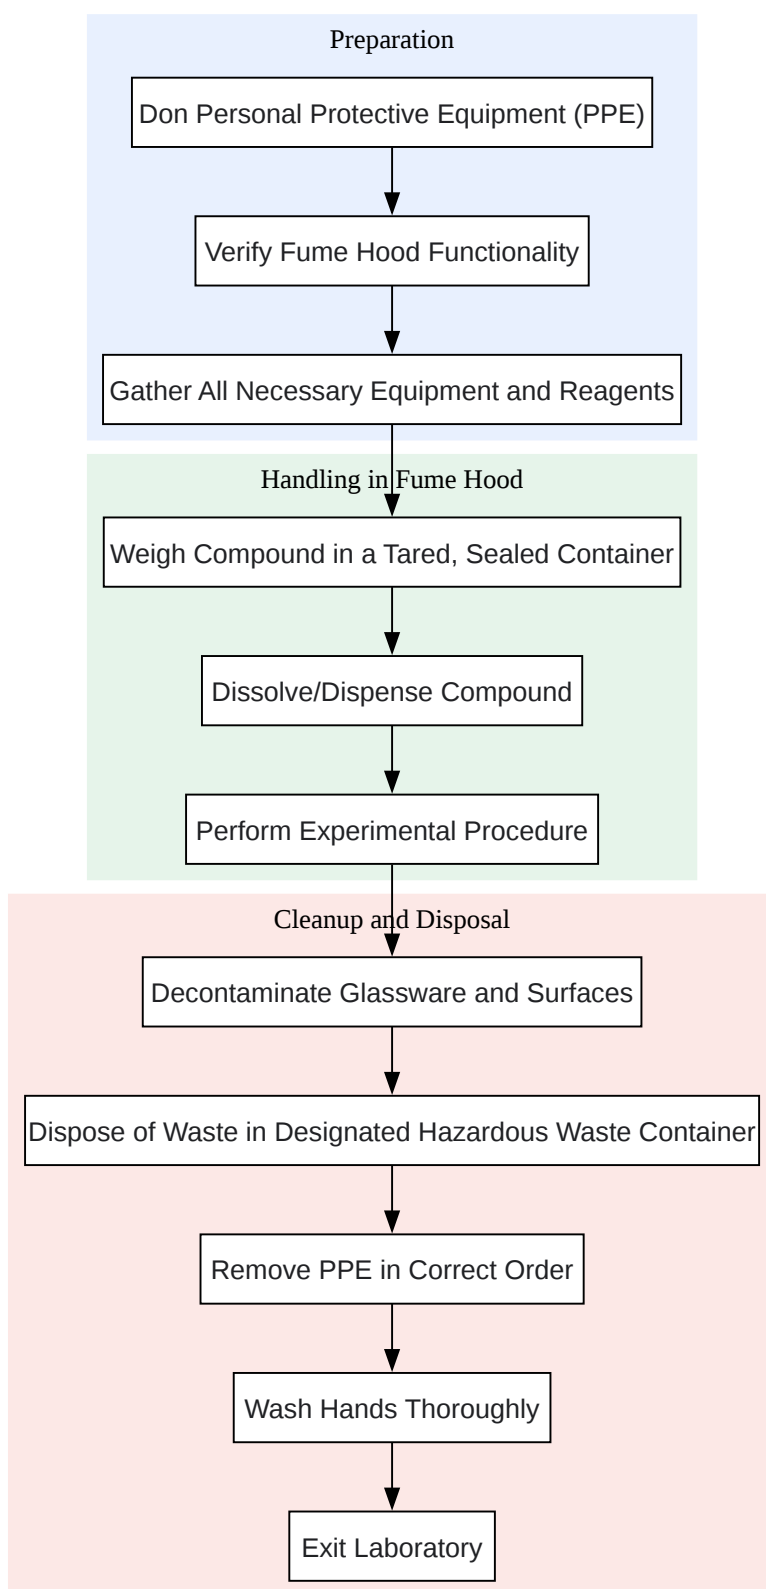 Preparation
Don Personal Protective Equipment (PPE)
Verify Fume Hood Functionality
Gather All Necessary Equipment and Reagents
Handling in Fume Hood
Weigh Compound in a Tared, Sealed Container
Dissolve/Dispense Compound
Perform Experimental Procedure
Cleanup and Disposal
Decontaminate Glassware and Surfaces
Dispose of Waste in Designated Hazardous Waste Container
Remove PPE in Correct Order
Wash Hands Thoroughly
Exit Laboratory